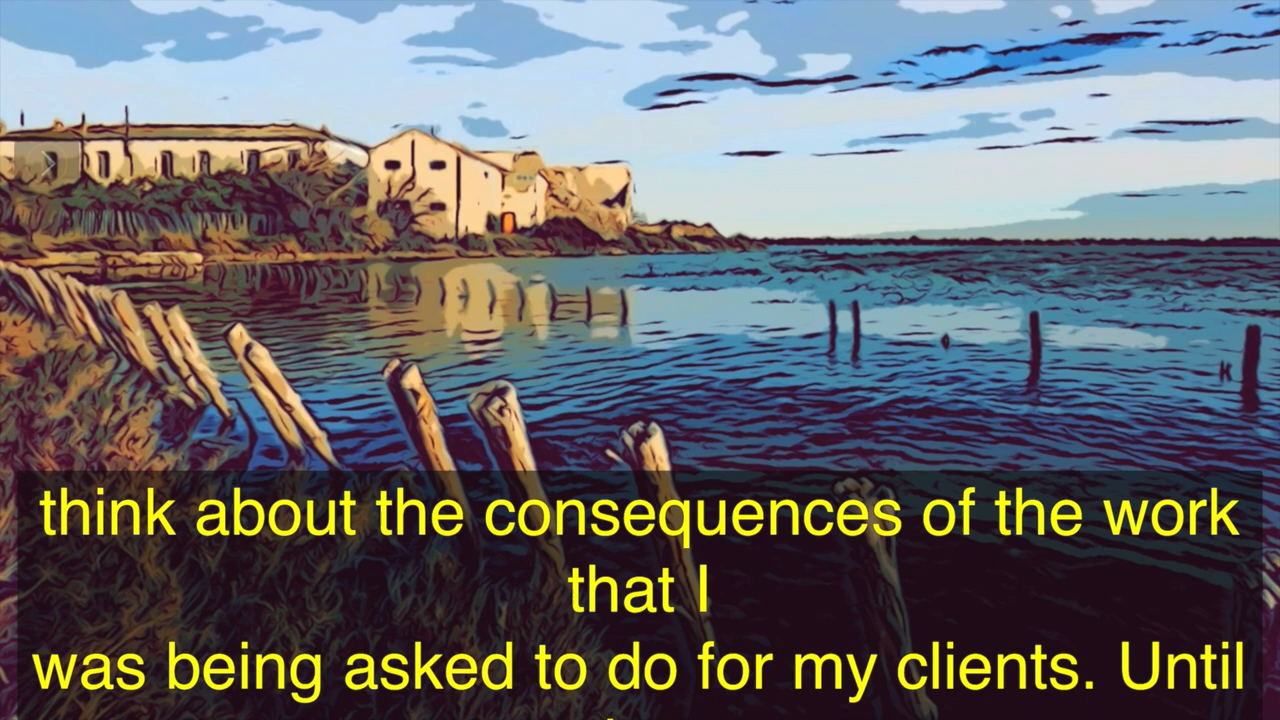 think about the consequences of the work
that I
was being asked to do for my clients. Until